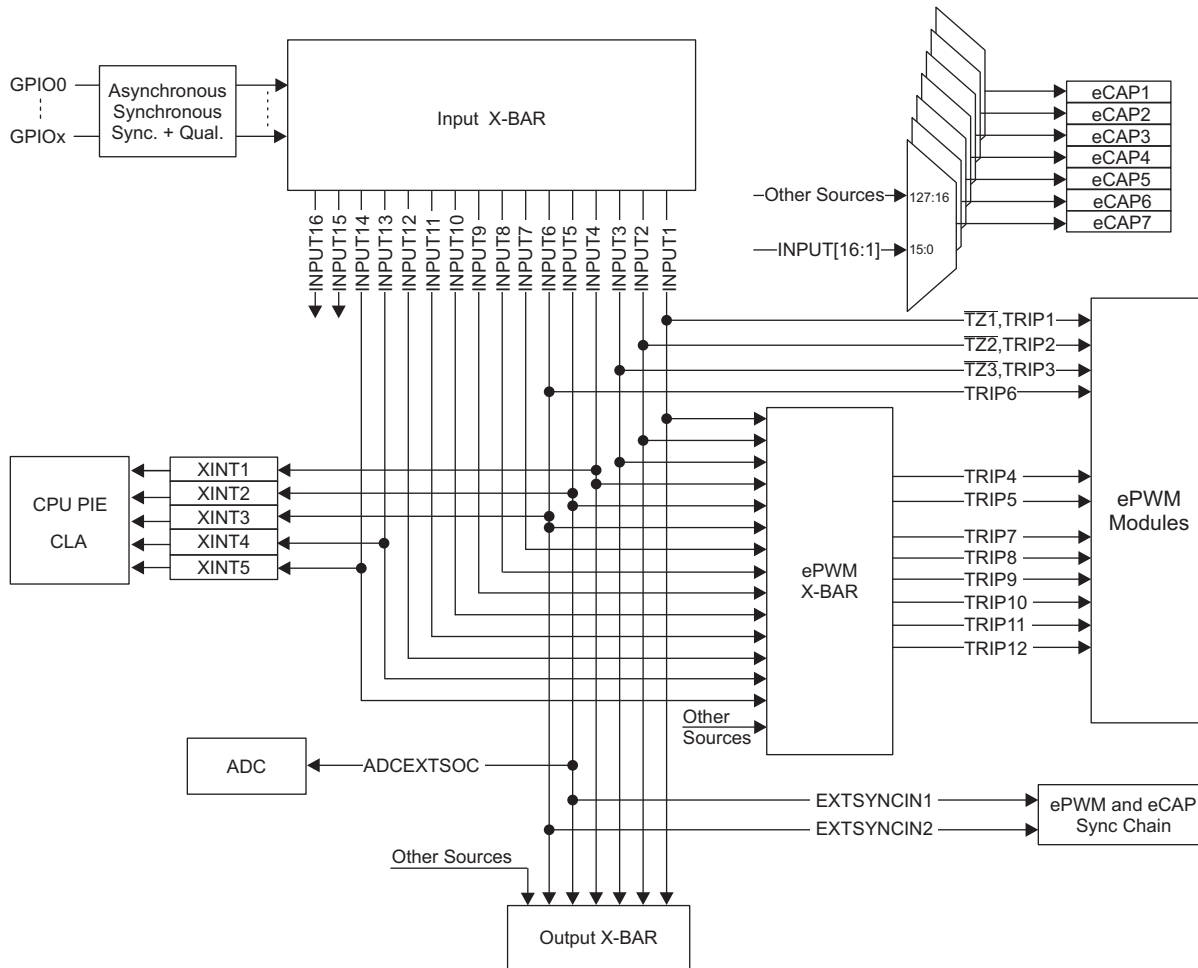 GPIO0
GPIOx
Asynchronous
Synchronous
Sync. + Qual.
Input X-BAR
INPUT16
INPUT15
INPUT14
INPUT13
INPUT12
INPUT11
INPUT10
INPUT9
INPUT8
INPUT7
INPUT6
INPUT5
INPUT4
INPUT3
INPUT2
INPUT1
Other Sources
127:16
INPUT[16:1]
15:0
eCAP1
eCAP2
eCAP3
eCAP4
eCAP5
eCAP6
eCAP7
TZ1,TRIP1
TZ2,TRIP2
TZ3,TRIP3
TRIP6
CPU PIE
CLA
XINT1
XINT2
XINT3
XINT4
XINT5
ePWM
X-BAR
TRIP4
TRIP5
TRIP7
TRIP8
TRIP9
TRIP10
TRIP11
TRIP12
ePWM
Modules
Other
Sources
ADC
ADCEXTSOC
EXTSYNCIN1
EXTSYNCIN2
ePWM and eCAP
Sync Chain
Other Sources
Output X-BAR